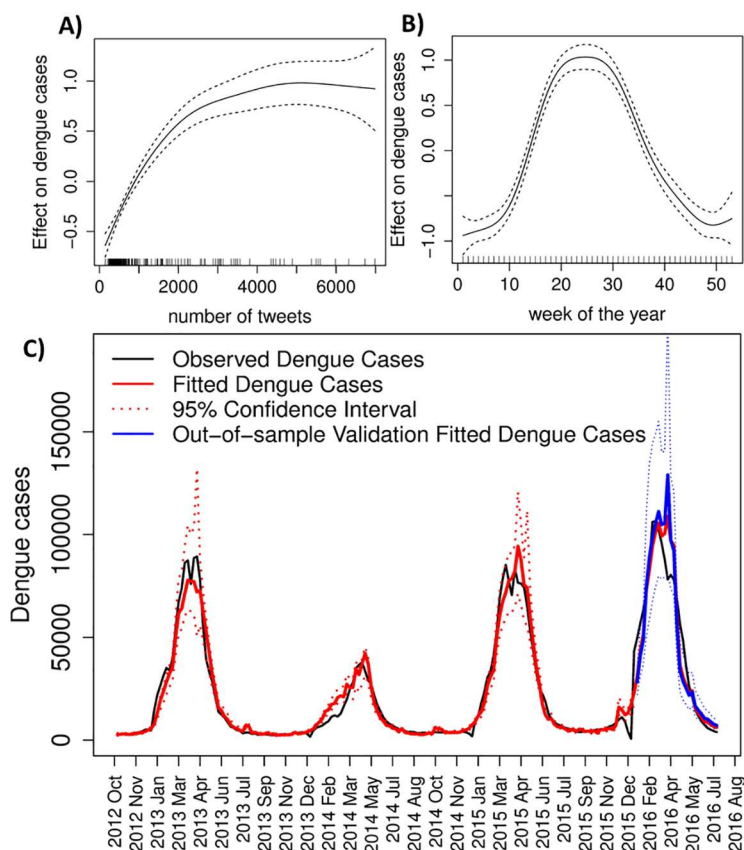 A)
Effect on dengue cases
1.0
0.5
0.0
-0.5
0 2000 4000 6000
number of tweets
B)
Effect on dengue cases
0.5
0.0
-1.0
0 10 20 30 40 50
week of the year
C)
Observed Dengue Cases
Fitted Dengue Cases
95% Confidence Interval
Out-of-sample Validation Fitted Dengue Cases
Dengue cases
150000
100000
50000
0
2012 Oct
2012 Nov
2013 Jan
2013 Mar
2013 Apr
2013 Jun
2013 Jul
2013 Sep
2013 Nov
2013 Dec
2014 Feb
2014 Mar
2014 May
2014 Jul
2014 Aug
2014 Oct
2014 Nov
2015 Jan
2015 Mar
2015 Apr
2015 Jun
2015 Jul
2015 Sep
2015 Nov
2015 Dec
2016 Feb
2016 Apr
2016 May
2016 Jul
2016 Aug